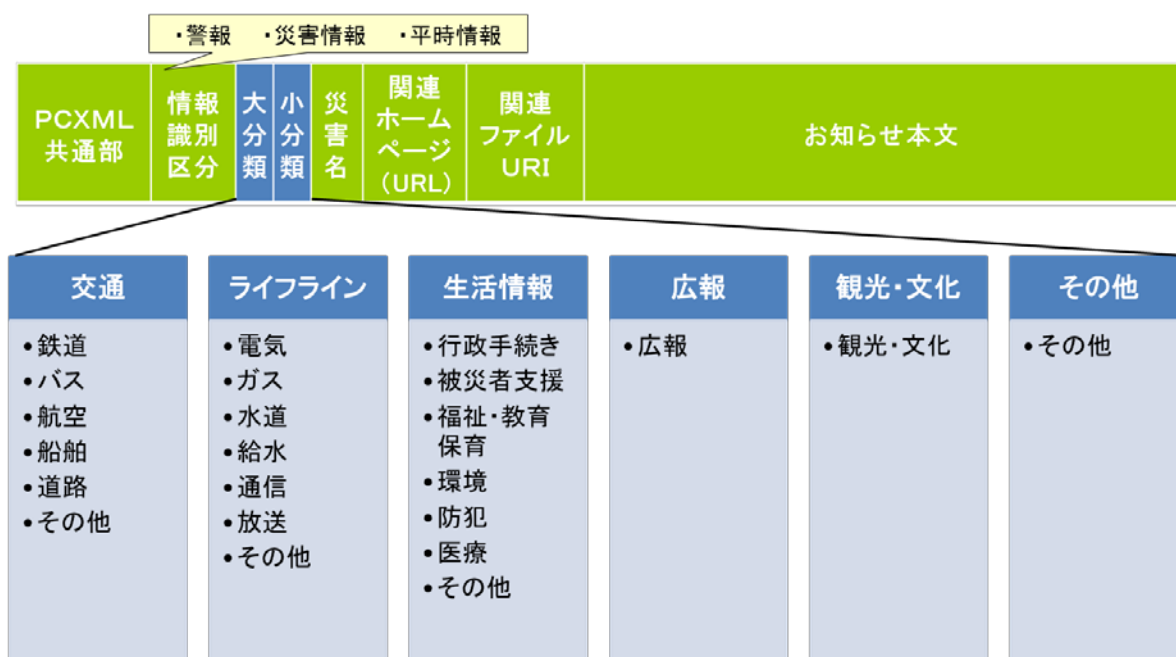 ・警報　・災害情報　・平時情報
PCXML
共通部
情報
識別
区分
大
分
類
小
分
類
災
害
名
関連
ホーム
ページ
(URL)
関連
ファイル
URI
お知らせ本文
交通
•鉄道
•バス
•航空
•船舶
•道路
•その他
ライフライン
•電気
•ガス
•水道
•給水
•通信
•放送
•その他
生活情報
•行政手続き
•被災者支援
•福祉・教育
保育
•環境
•防犯
•医療
•その他
広報
•広報
観光・文化
•観光・文化
その他
•その他